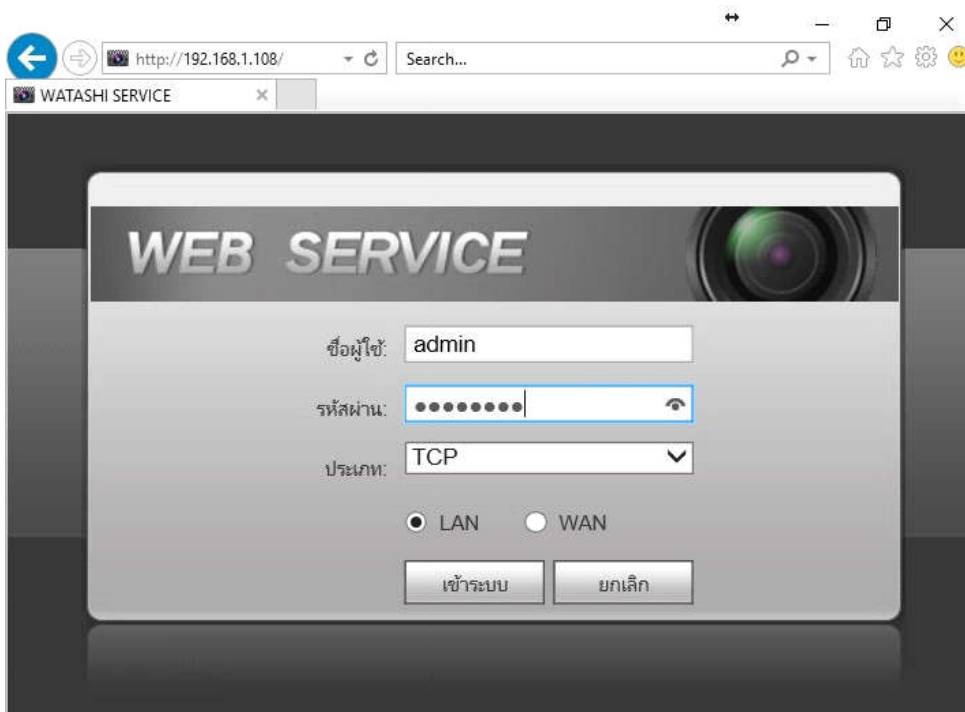 http://192.168.1.108/
Search...
WATASHI SERVICE
WEB SERVICE
ชื่อผู้ใช้: admin
รหัสผ่าน: ●●●●●●●●
ประเภท: TCP
LAN WAN
เข้าระบบ ยกเลิก